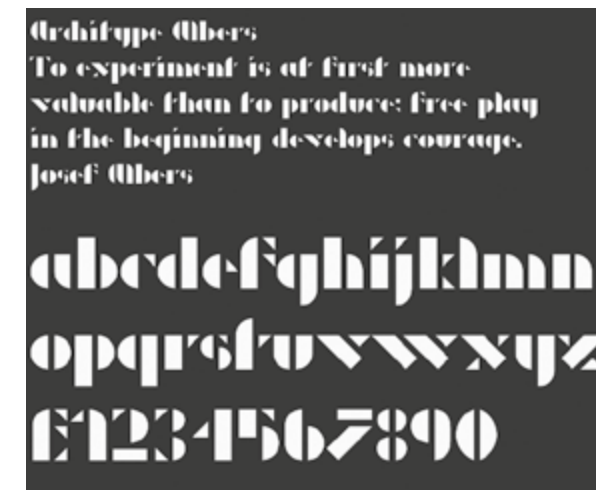 Architype Albers
To experiment is at first more
valuable than to produce: free play
in the beginning develops courage.
Josef Albers
abcdefghijklmn
opqrstuvwxyz
£1234567890